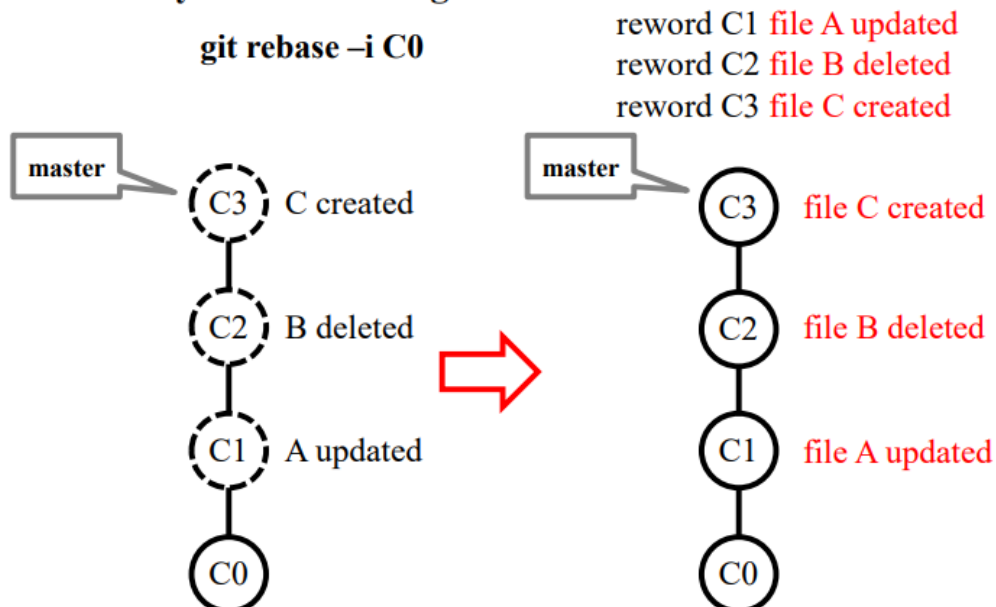 git rebase –i C0
reword C1 file A updated
reword C2 file B deleted
reword C3 file C created
master
C3 C created
C2 B deleted
C1 A updated
C0
master
C3 file C created
C2 file B deleted
C1 file A updated
C0